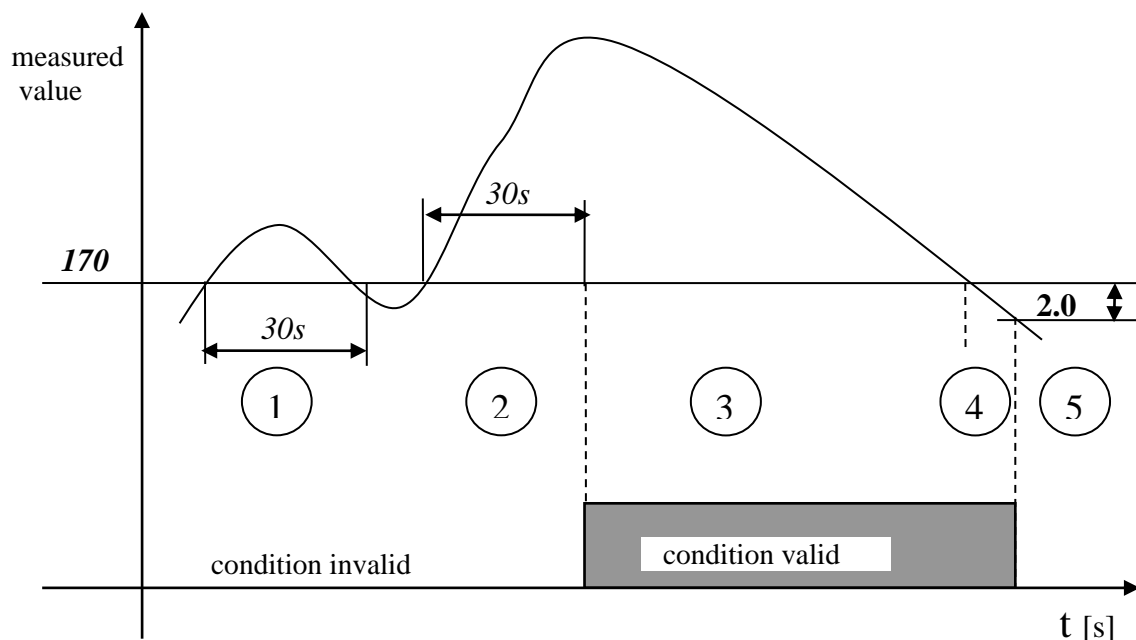 measured
value
30s
170
2.0
30s
1
2
3
4
5
condition invalid
condition valid
t [s]